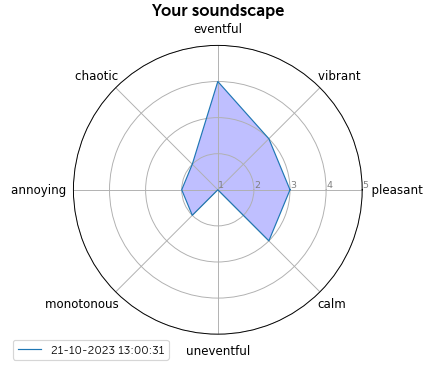 Your soundscape
eventful
chaotic
vibrant
annoying
1
2
3
4
5
pleasant
monotonous
calm
21-10-2023 13:00:31
uneventful